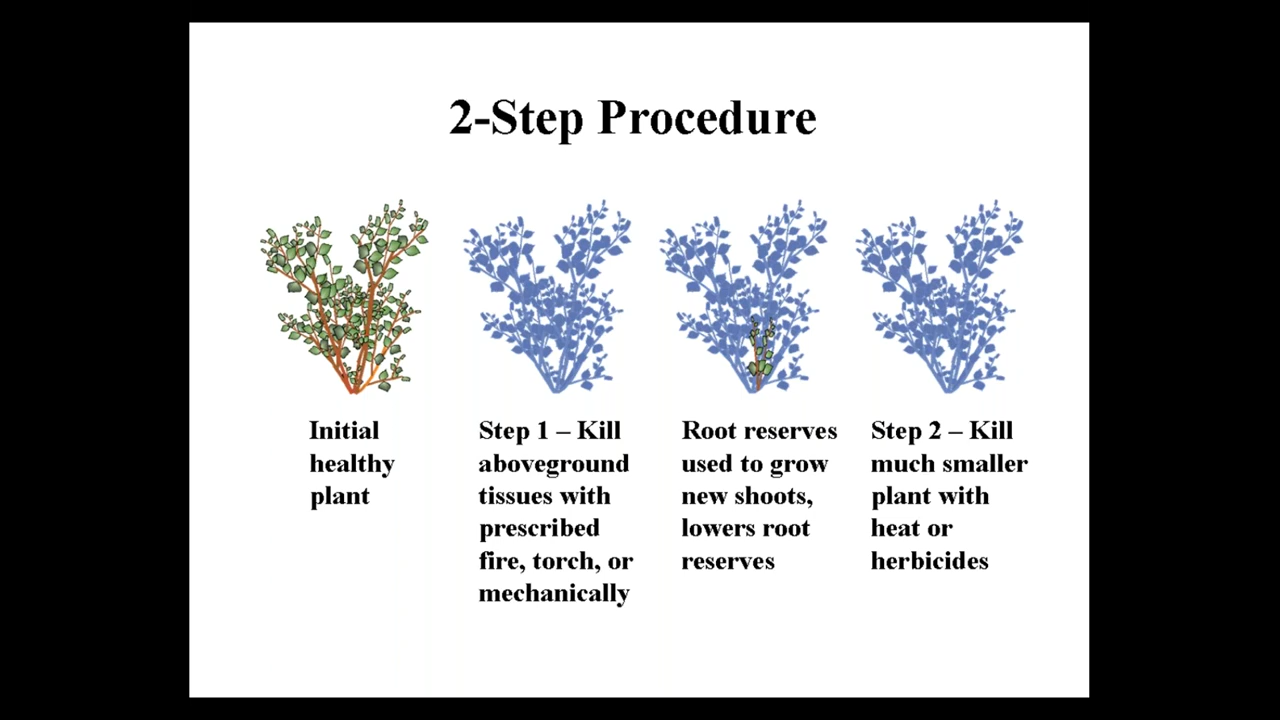 2-Step Procedure
Initial
healthy
plant
Step 1 – Kill
aboveground
tissues with
prescribed
fire, torch, or
mechanically
Root reserves
used to grow
new shoots,
lowers root
reserves
Step 2 – Kill
much smaller
plant with
heat or
herbicides